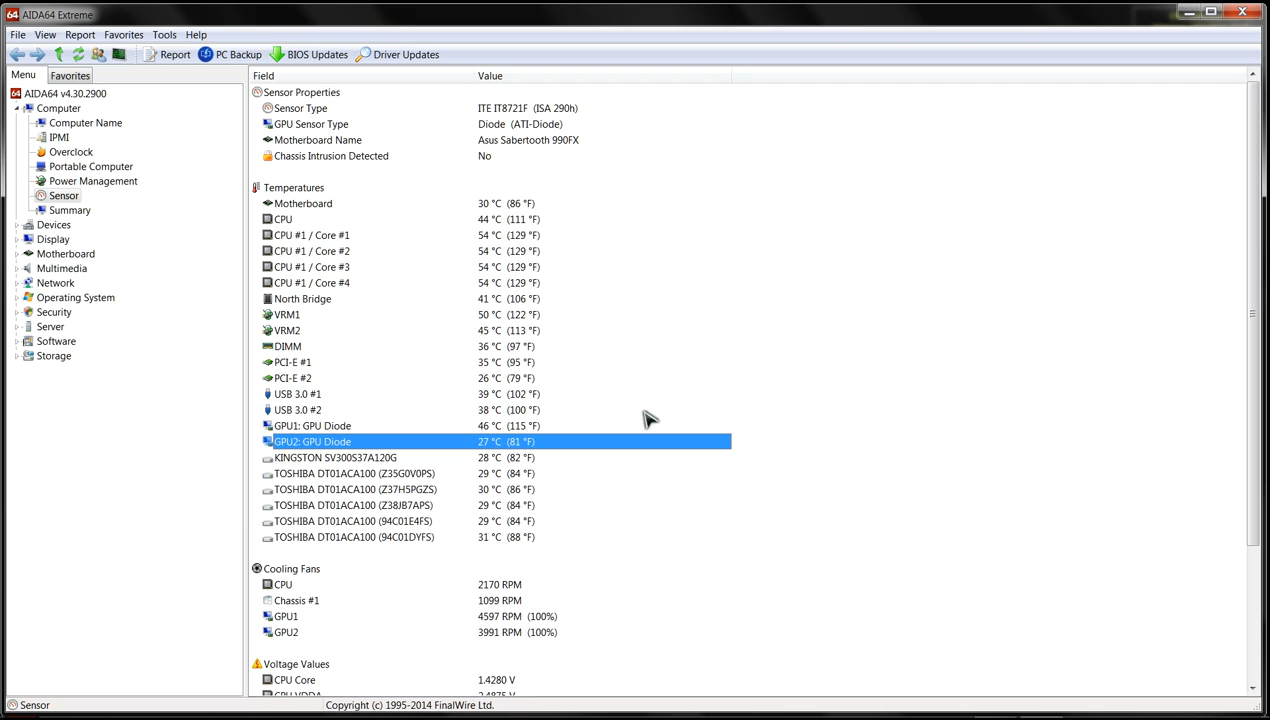 64 AIDA64 Extreme
File View Report Favorites Tools Help
Report PC Backup BIOS Updates Driver Updates
Menu Favorites
Field Value
64 AIDA64 v4.30.2900
Computer
Computer Name
IPMI
Overclock
Portable Computer
Power Management
Sensor
Summary
Devices
Display
Motherboard
Multimedia
Network
Operating System
Security
Server
Software
Storage
Sensor Properties
Sensor Type ITE IT8721F (ISA 290h)
GPU Sensor Type Diode (ATI-Diode)
Motherboard Name Asus Sabertooth 990FX
Chassis Intrusion Detected No
Temperatures
Motherboard 30 °C (86 °F)
CPU 44 °C (111 °F)
CPU #1 / Core #1 54 °C (129 °F)
CPU #1 / Core #2 54 °C (129 °F)
CPU #1 / Core #3 54 °C (129 °F)
CPU #1 / Core #4 54 °C (129 °F)
North Bridge 41 °C (106 °F)
VRM1 50 °C (122 °F)
VRM2 45 °C (113 °F)
DIMM 36 °C (97 °F)
PCI-E #1 35 °C (95 °F)
PCI-E #2 26 °C (79 °F)
USB 3.0 #1 39 °C (102 °F)
USB 3.0 #2 38 °C (100 °F)
GPU1: GPU Diode 46 °C (115 °F)
GPU2: GPU Diode 27 °C (81 °F)
KINGSTON SV300S37A120G 28 °C (82 °F)
TOSHIBA DT01ACA100 (Z35G0V0PS) 29 °C (84 °F)
TOSHIBA DT01ACA100 (Z37H5PGZS) 30 °C (86 °F)
TOSHIBA DT01ACA100 (Z38JB7APS) 29 °C (84 °F)
TOSHIBA DT01ACA100 (94C01E4FS) 29 °C (84 °F)
TOSHIBA DT01ACA100 (94C01DYFS) 31 °C (88 °F)
Cooling Fans
CPU 2170 RPM
Chassis #1 1099 RPM
GPU1 4597 RPM (100%)
GPU2 3991 RPM (100%)
Voltage Values
CPU Core 1.4280 V
CPU VDDA 2.4875 V
Sensor Copyright (c) 1995-2014 FinalWire Ltd.